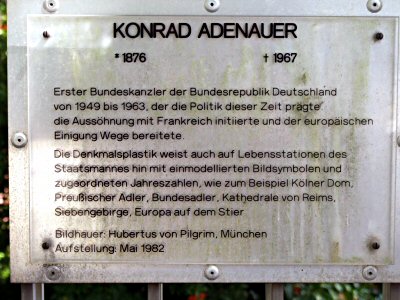 KONRAD ADENAUER
* 1876 † 1967
Erster Bundeskanzler der Bundesrepublik Deutschland
von 1949 bis 1963, der die Politik dieser Zeit prägte
die Aussöhnung mit Frankreich initiierte und der europäischen
Einigung Wege bereitete.
Die Denkmalsplastik weist auch auf Lebensstationen des
Staatsmannes hin mit einmodellierten Bildsymbolen und
zugeordneten Jahreszahlen, wie zum Beispiel Kölner Dom,
Preußischer Adler, Bundesadler, Kathedrale von Reims,
Siebengebirge, Europa auf dem Stier
Bildhauer: Hubertus von Pilgrim, München
Aufstellung: Mai 1982